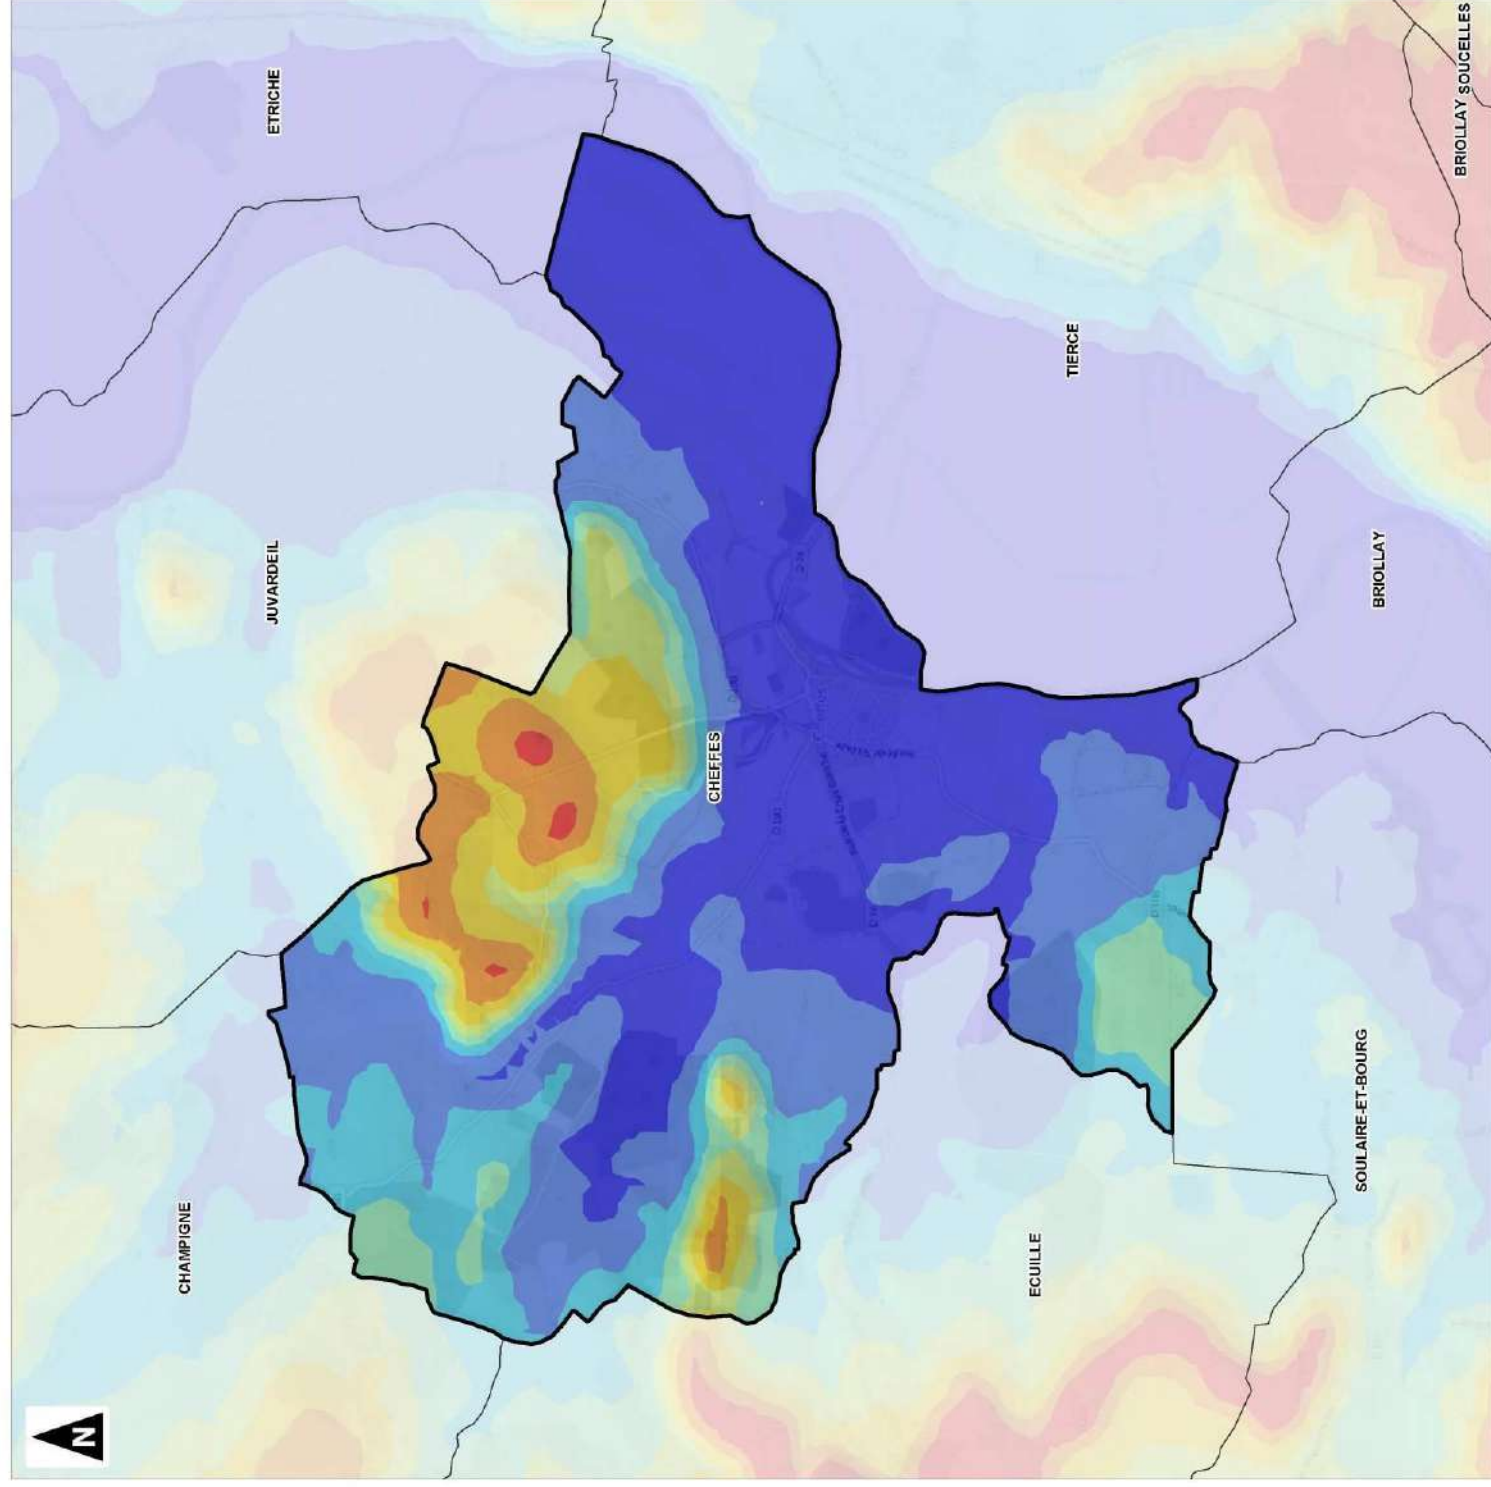 N
CHAMPIGNE
JUVARDEIL
ETRICHE
CHEFFES
ECUILLE
TIERCE
SOULAIRE-ET-BOURG
BRIOLLAY
BRIOLLAY
SOUCELLES